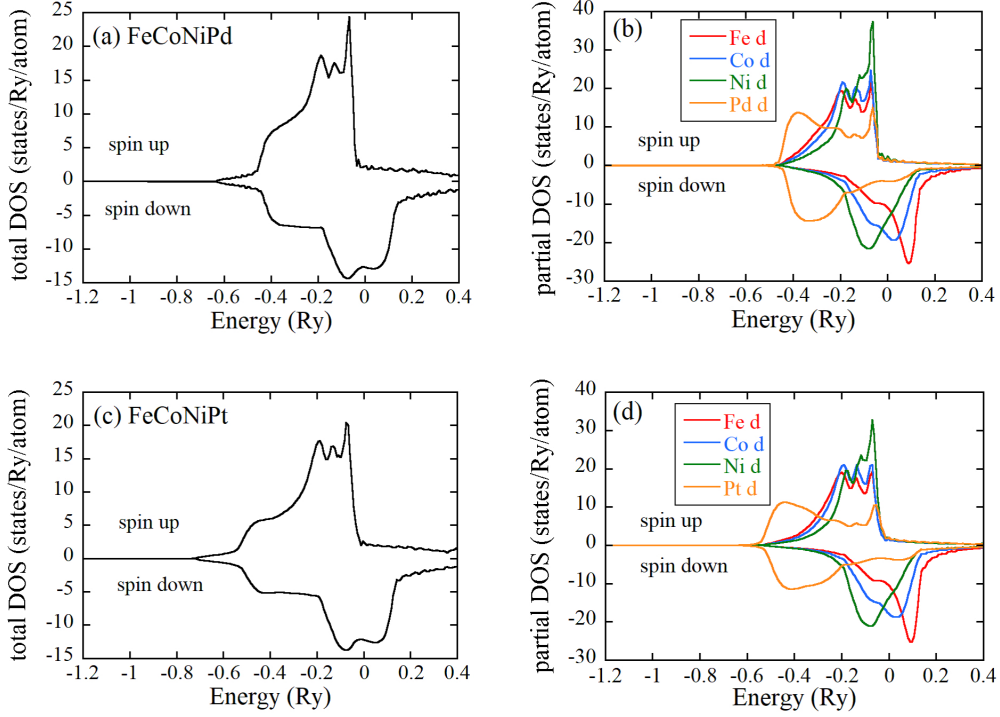 (a) FeCoNiPd
total DOS (states/Ry/atom)
25
20
15
10
5
0
-5
-10
-15
spin up
spin down
-1.2 -1 -0.8 -0.6 -0.4 -0.2 0 0.2 0.4
Energy (Ry)
(b)
partial DOS (states/Ry/atom)
40
30
20
10
0
-10
-20
-30
Fe d
Co d
Ni d
Pd d
spin up
spin down
-1.2 -1 -0.8 -0.6 -0.4 -0.2 0 0.2 0.4
Energy (Ry)
(c) FeCoNiPt
total DOS (states/Ry/atom)
25
20
15
10
5
0
-5
-10
-15
spin up
spin down
-1.2 -1 -0.8 -0.6 -0.4 -0.2 0 0.2 0.4
Energy (Ry)
(d)
partial DOS (states/Ry/atom)
40
30
20
10
0
-10
-20
-30
Fe d
Co d
Ni d
Pt d
spin up
spin down
-1.2 -1 -0.8 -0.6 -0.4 -0.2 0 0.2 0.4
Energy (Ry)